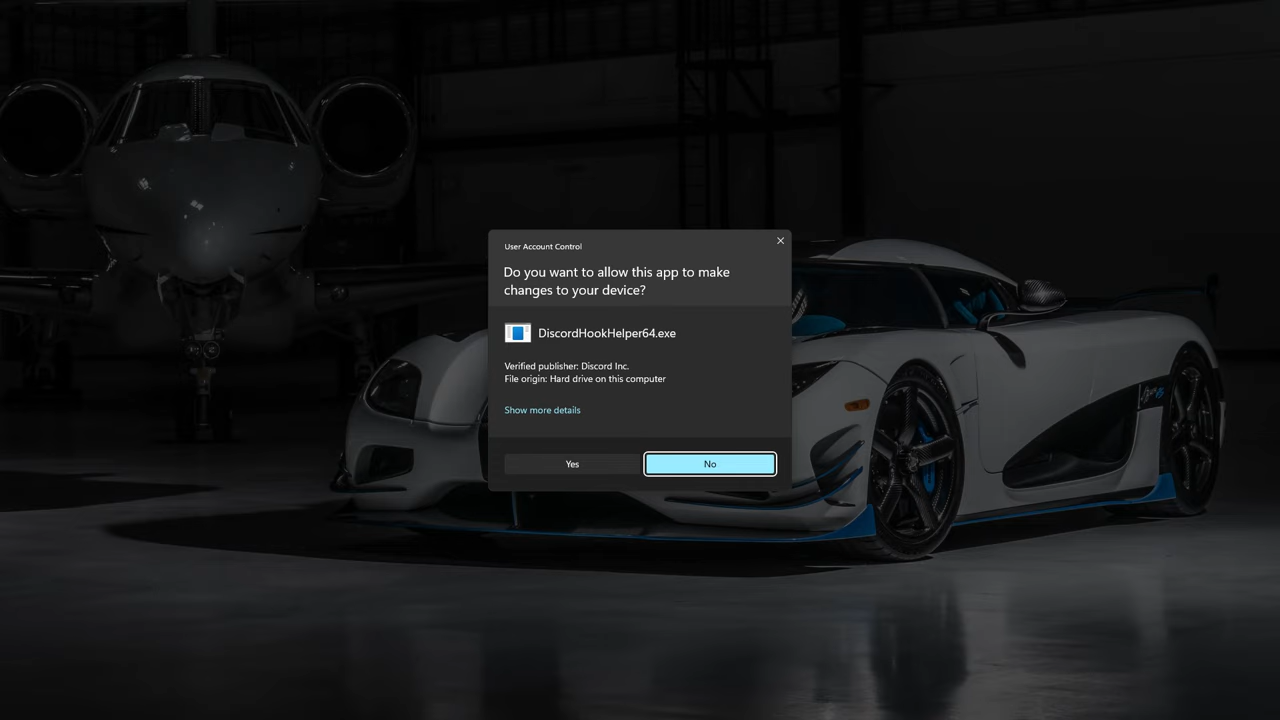 User Account Control
Do you want to allow this app to make
changes to your device?
DiscordHookHelper64.exe
Verified publisher: Discord Inc.
File origin: Hard drive on this computer
Show more details
Yes
No